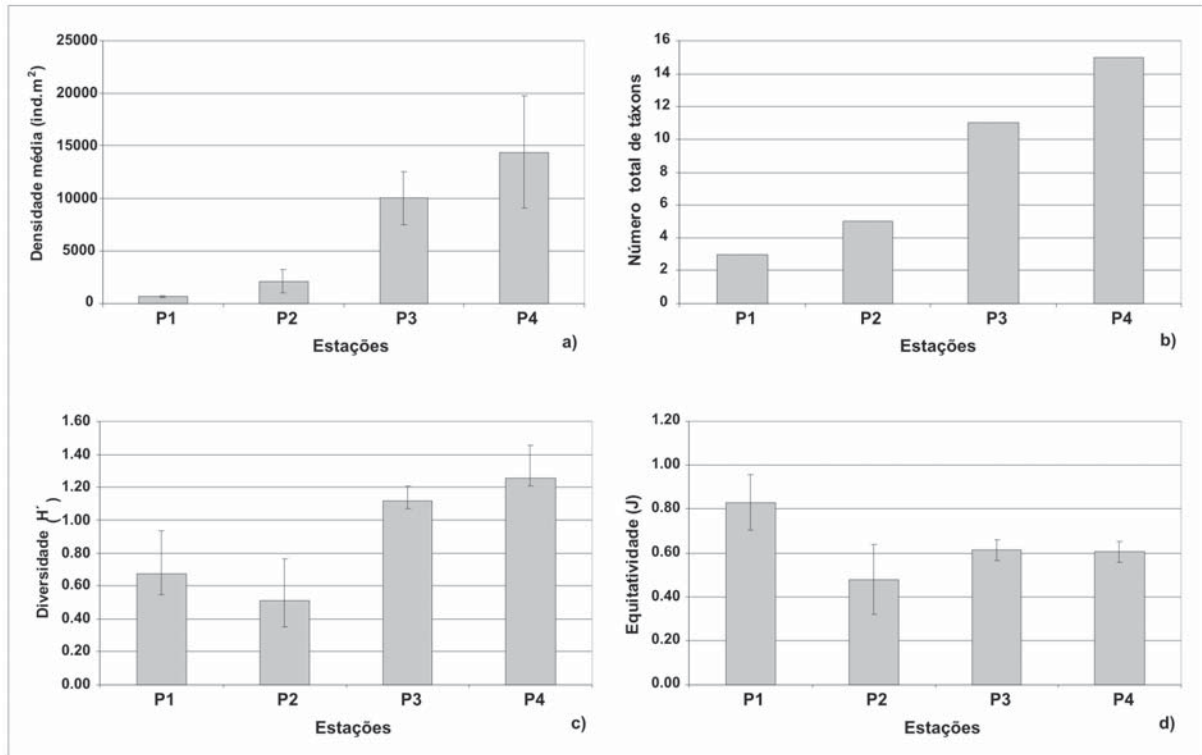 Densidade média (ind.m²)
25000
20000
15000
10000
5000
0
P1 P2 P3 P4
Estações
a)
Número total de táxons
16
14
12
10
8
6
4
2
0
P1 P2 P3 P4
Estações
b)
Diversidade (H´)
1.60
1.40
1.20
1.00
0.80
0.60
0.40
0.20
0.00
P1 P2 P3 P4
Estações
c)
Equitatividade (J)
1.20
1.00
0.80
0.60
0.40
0.20
0.00
P1 P2 P3 P4
Estações
d)